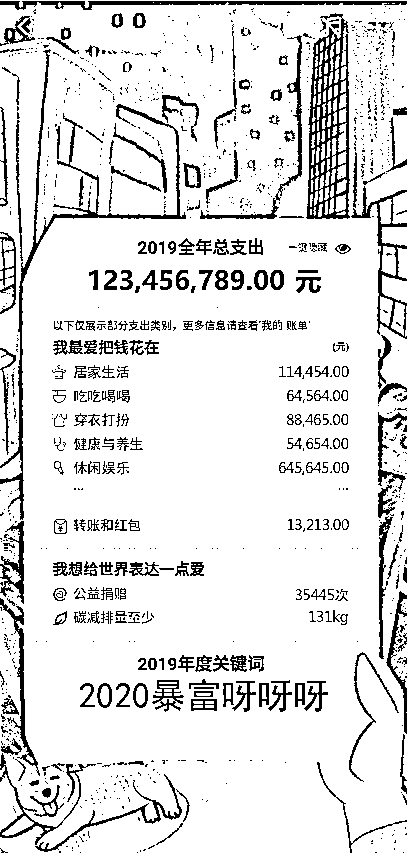 2019全年总支出 一键隐藏
123,456,789.00 元
以下仅展示部分支出类别，更多信息请查看'我的 账单'
我最爱把钱花在 (元)
居家生活 114,454.00
吃吃喝喝 64,564.00
穿衣打扮 88,465.00
健康与养生 54,654.00
休闲娱乐 645,645.00
... ...
转账和红包 13,213.00
我想给世界表达一点爱
公益捐赠 35445次
碳减排量至少 131kg
2019年度关键词
2020暴富呀呀呀